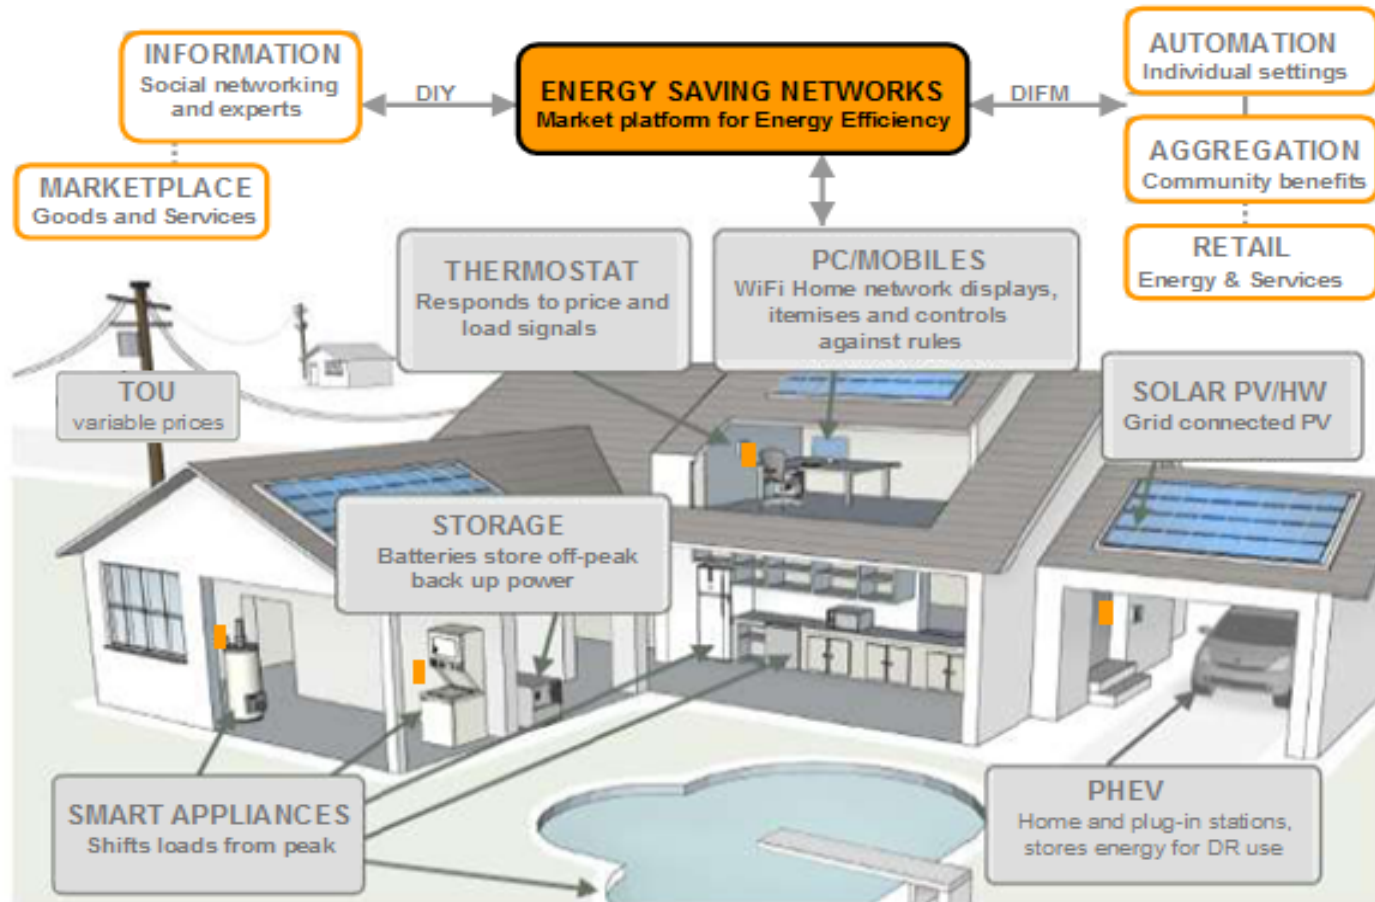 INFORMATION
Social networking
and experts
DIY
ENERGY SAVING NETWORKS
Market platform for Energy Efficiency
DIFM
AUTOMATION
Individual settings
AGGREGATION
Community benefits
MARKETPLACE
Goods and Services
RETAIL
Energy & Services
THERMOSTAT
Responds to price and
load signals
PC/MOBILES
WiFi Home network displays,
itemises and controls
against rules
TOU
variable prices
SOLAR PV/HW
Grid connected PV
STORAGE
Batteries store off-peak
back up power
SMART APPLIANCES
Shifts loads from peak
PHEV
Home and plug-in stations,
stores energy for DR use